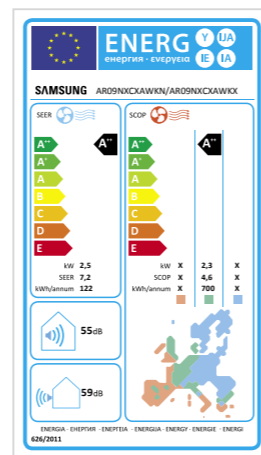 ENERG Y UA
енергия · ενεργεια IE IA
SAMSUNG AR09NXCXAWKN/AR09NXCXAWKX
SEER SCOP
A++ A++ A++ A++
A+ A+
A A
B B
C C
D D
E E
kW 2,5 kW X 2,3 X
SEER 7,2 SCOP X 4,6 X
kWh/annum 122 kWh/annum X 700 X
55dB
59dB
ENERGIA - ЕНЕРГИЯ - ΕΝΕΡΓΕΙΑ - ENERGIJA - ENERGY - ENERGIE - ENERGI
626/2011